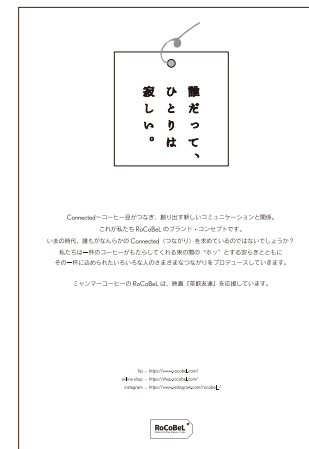 誰だって、
ひとりは
寂しい。
Connected〜コーヒー豆がつなぎ、創り出す新しいコミュニケーションと関係。
これが私たち RoCoBeL のブランド・コンセプトです。
いまの時代、誰もがなんらかの Connected（つながり）を求めているのではないでしょうか？
私たちは一杯のコーヒーがもたらしてくれる束の間の“ホッ”とする安らぎとともに
その一杯に込められたいろいろな人のさまざまなつながりをプロデュースしていきます。
ミャンマーコーヒーの RoCoBeL は、映画『茶飲友達』を応援しています。
hp : https://www.rocobel.com/
online shop : https://shop.rocobel.com/
instagram : https://www.instagram.com/rocobel_/
RoCoBeL